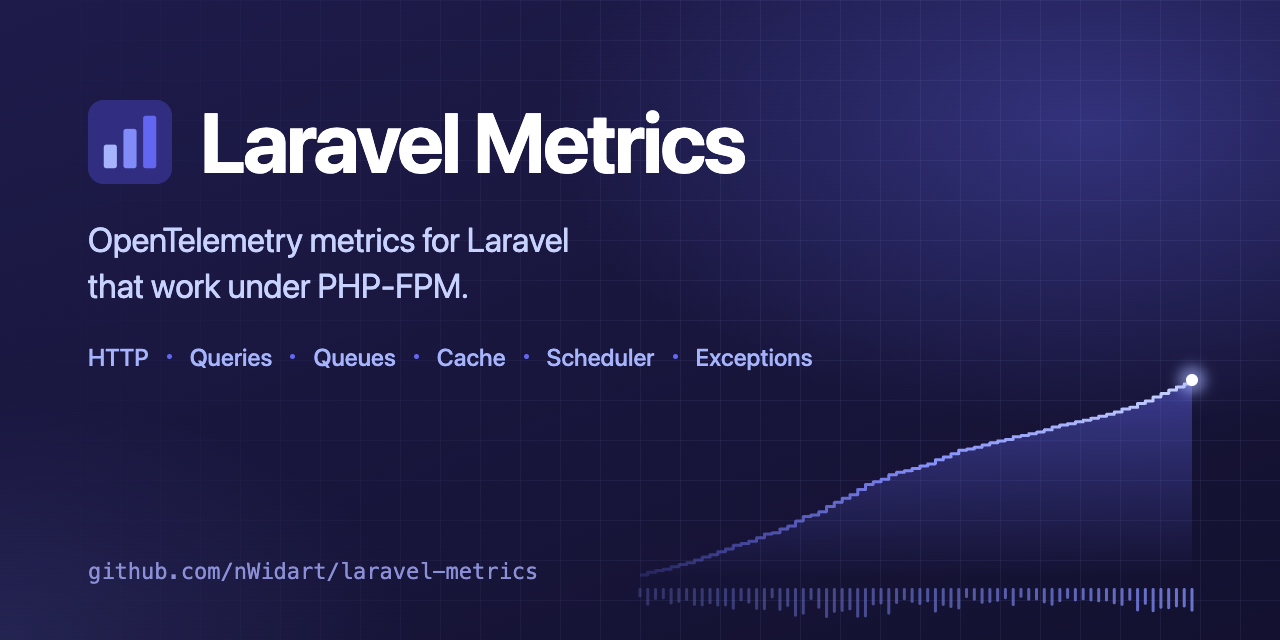 Laravel Metrics
OpenTelemetry metrics for Laravel
that work under PHP-FPM.
HTTP • Queries • Queues • Cache • Scheduler • Exceptions
github.com/nWidart/laravel-metrics